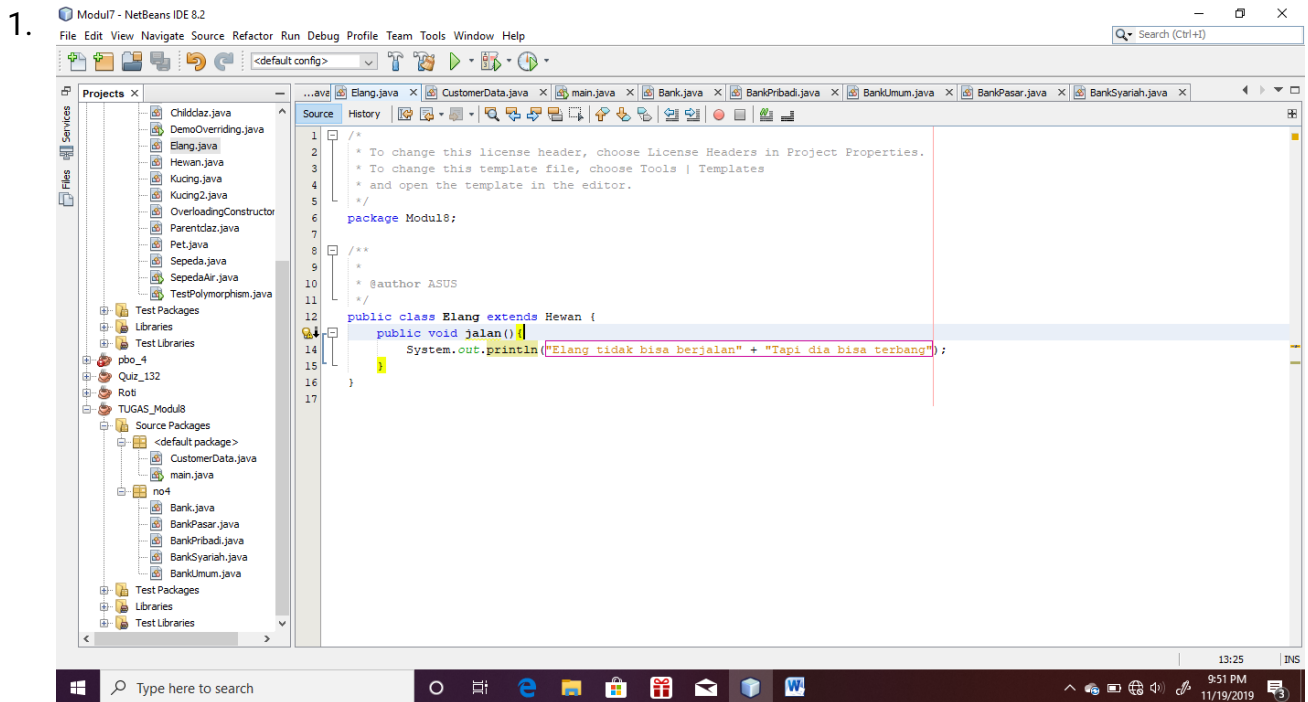 1.
Modul7 - NetBeans IDE 8.2
File Edit View Navigate Source Refactor Run Debug Profile Team Tools Window Help
Search (Ctrl+I)
<default config>
Projects
...ava Elang.java CustomerData.java main.java Bank.java BankPribadi.java BankUmum.java BankPasar.java BankSyariah.java
Source History
Services
Files
Childclaz.java
DemoOverriding.java
Elang.java
Hewan.java
Kucing.java
Kucing2.java
OverloadingConstructor
Parentclaz.java
Pet.java
Sepeda.java
SepedaAir.java
TestPolymorphism.java
Test Packages
Libraries
Test Libraries
pbo_4
Quiz_132
Roti
TUGAS_Modul8
Source Packages
<default package>
CustomerData.java
main.java
no4
Bank.java
BankPasar.java
BankPribadi.java
BankSyariah.java
BankUmum.java
Test Packages
Libraries
Test Libraries
1 /*
2 * To change this license header, choose License Headers in Project Properties.
3 * To change this template file, choose Tools | Templates
4 * and open the template in the editor.
5 */
6 package Modul8;
7
8 /**
9 *
10 * @author ASUS
11 */
12 public class Elang extends Hewan {
public void jalan(){
14 System.out.println("Elang tidak bisa berjalan" + "Tapi dia bisa terbang");
15 }
16 }
17
13:25 INS
Type here to search
9:51 PM
11/19/2019
3